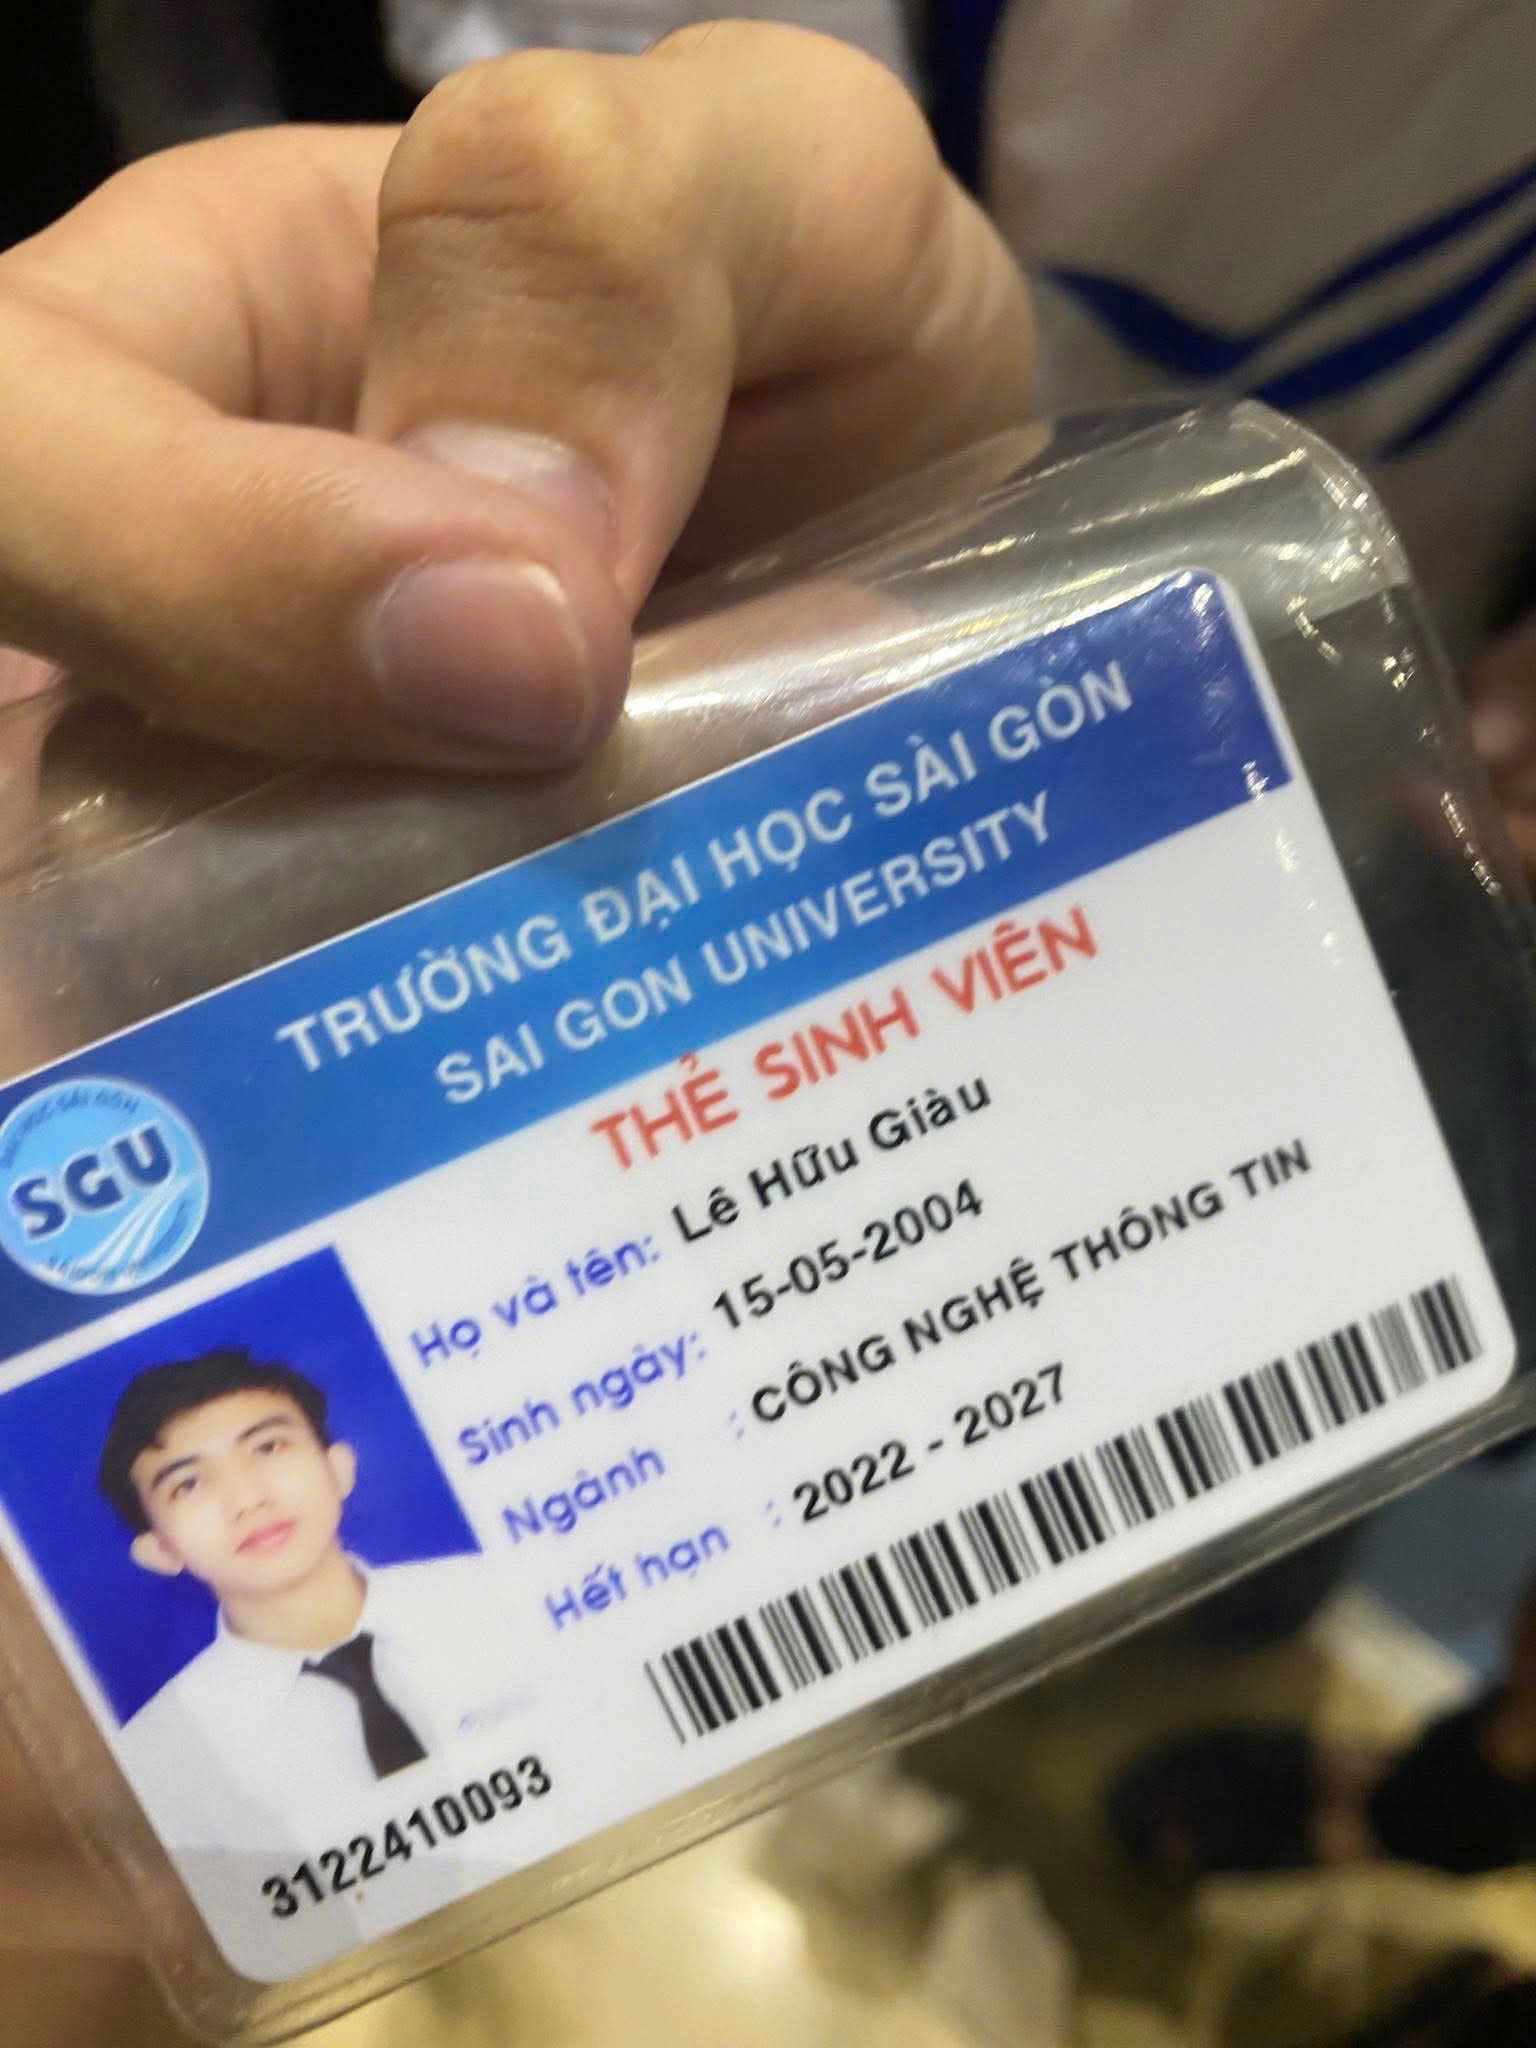 TRƯỜNG ĐẠI HỌC SÀI GÒN
SAI GON UNIVERSITY
SGU
THẺ SINH VIÊN
Họ và tên: Lê Hữu Giàu
Sinh ngày: 15-05-2004
Ngành : CÔNG NGHỆ THÔNG TIN
Hết hạn : 2022 - 2027
3122410093